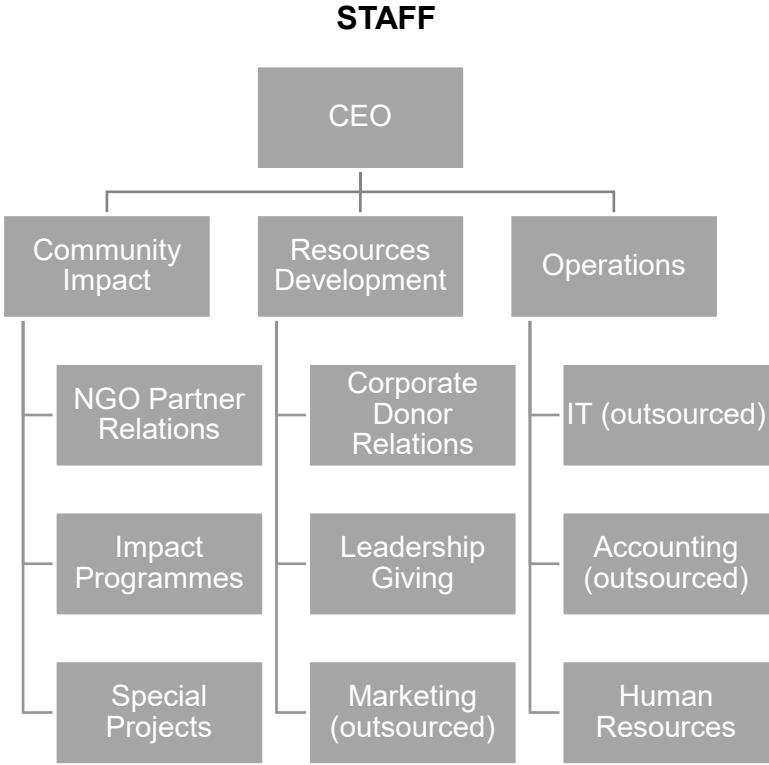 STAFF
CEO
Community
Impact
Resources
Development
Operations
NGO Partner
Relations
Corporate
Donor
Relations
IT (outsourced)
Impact
Programmes
Leadership
Giving
Accounting
(outsourced)
Special
Projects
Marketing
(outsourced)
Human
Resources